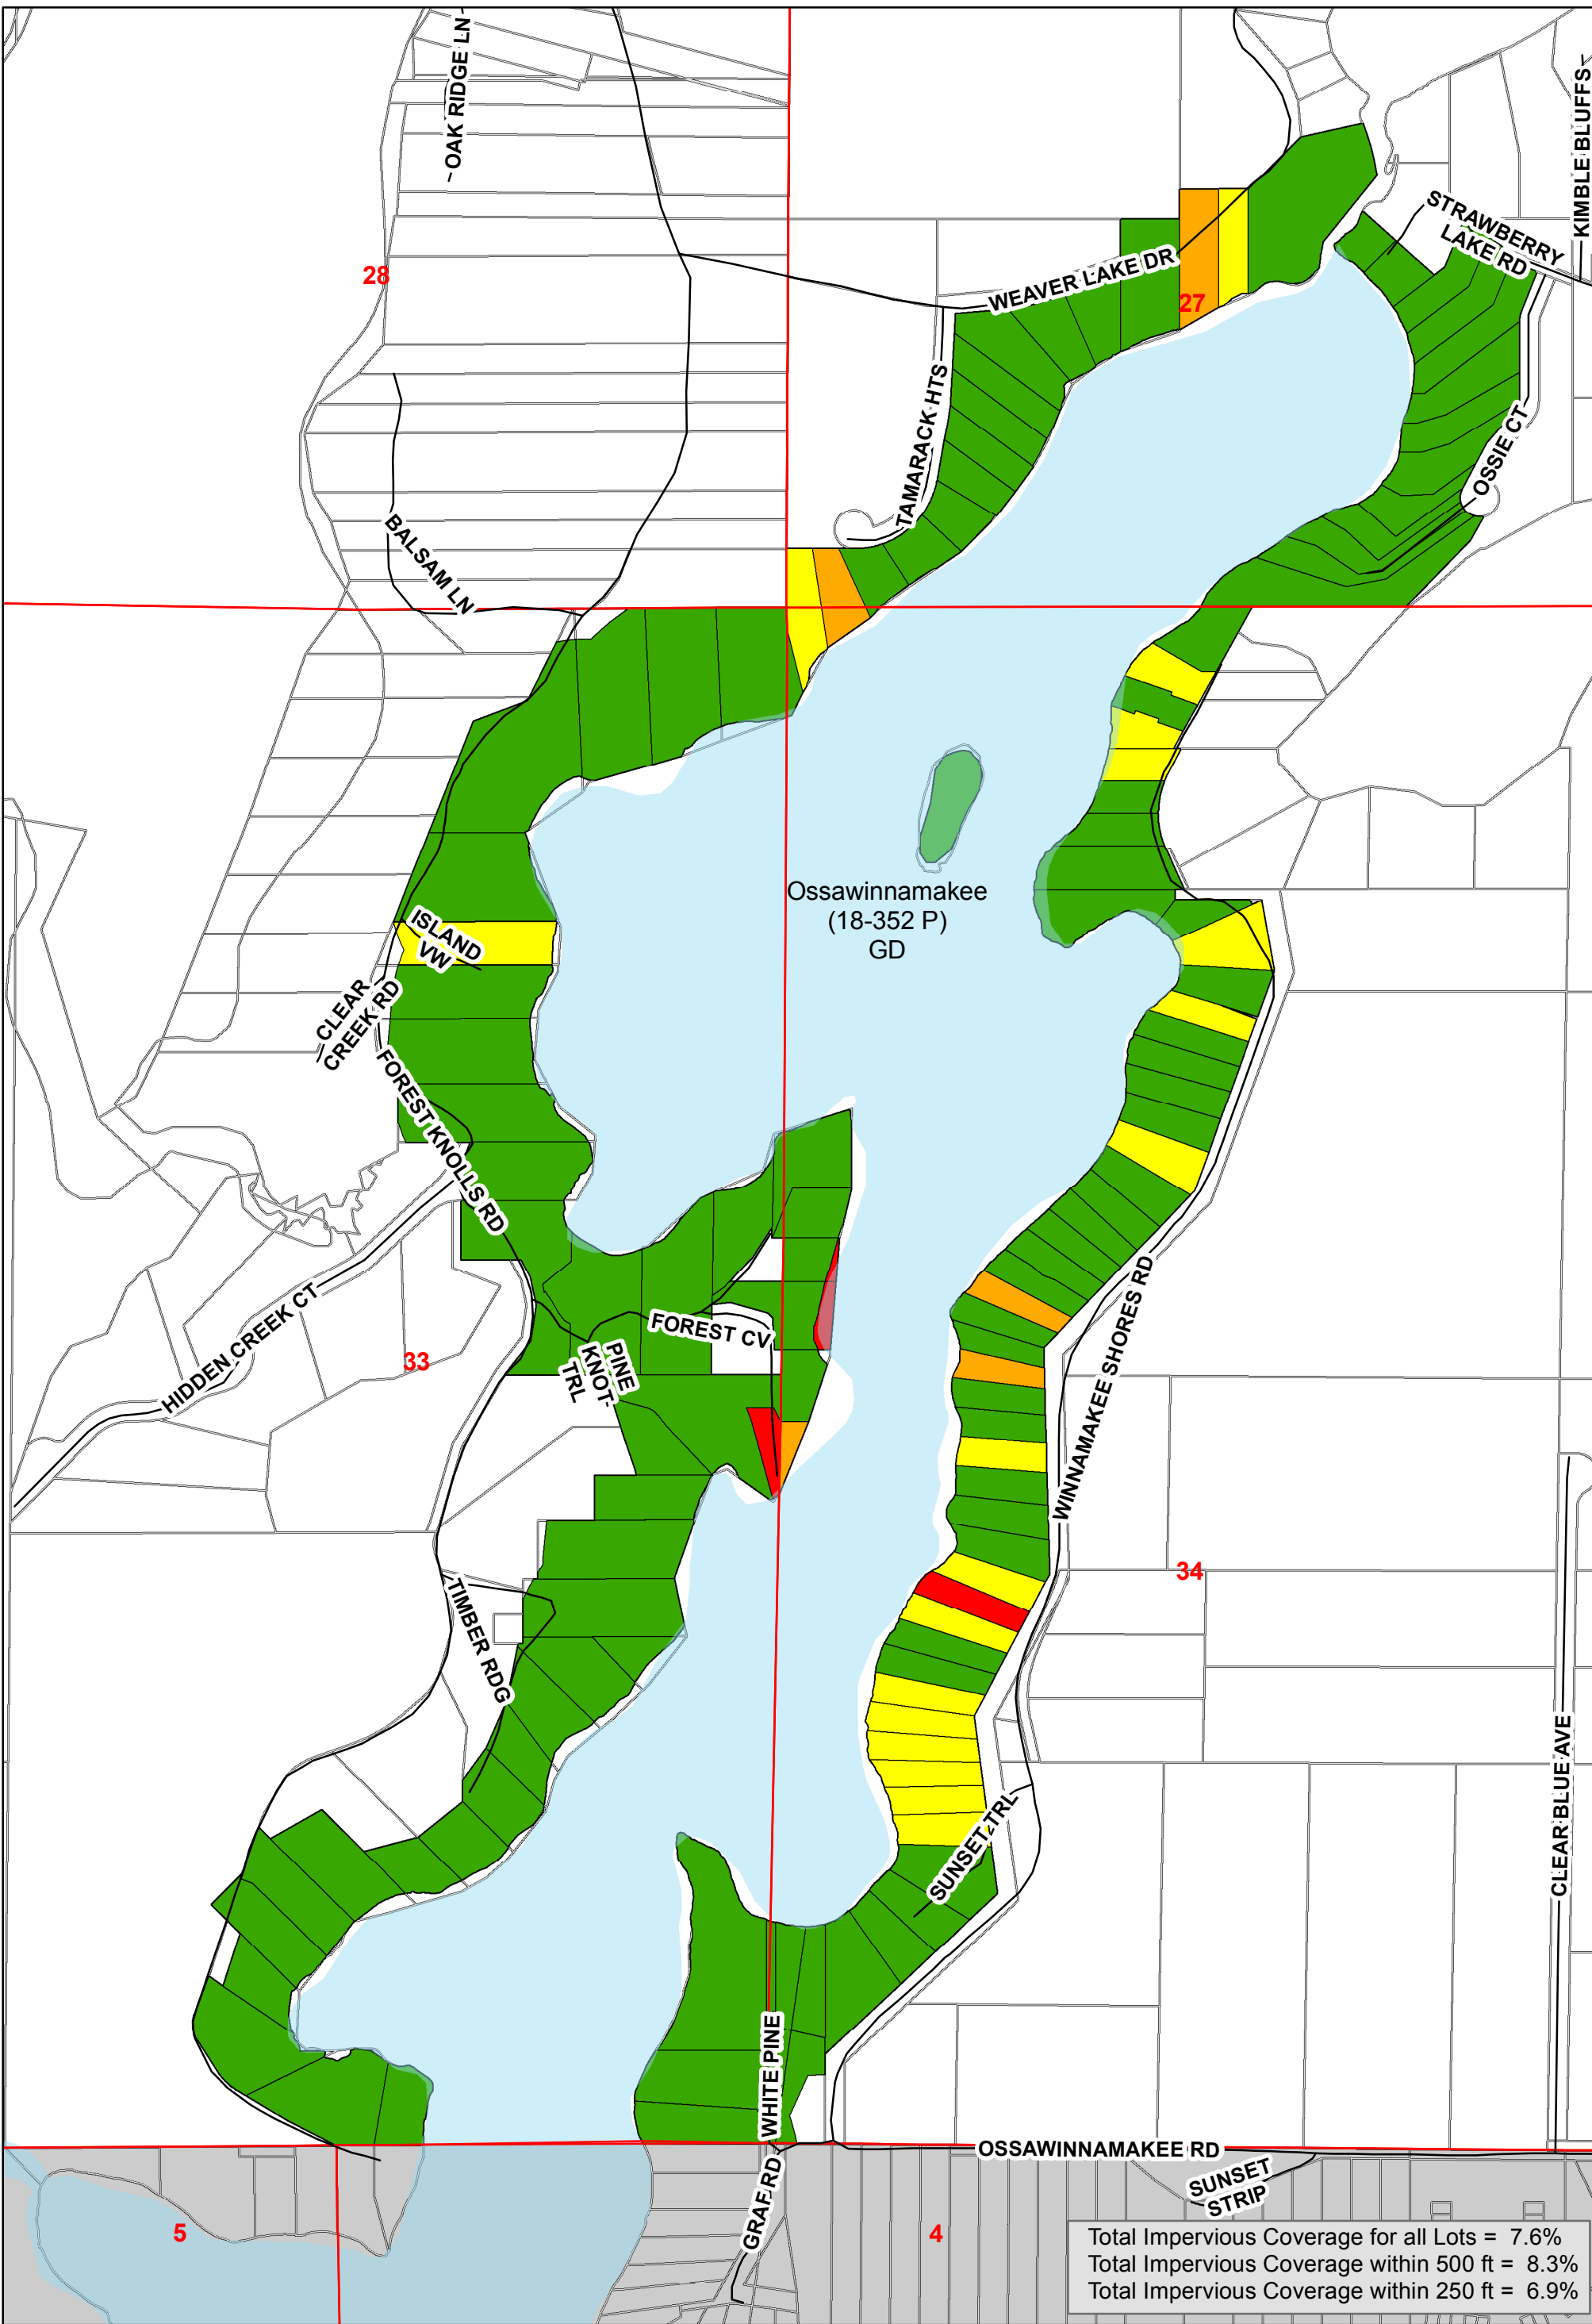 OAK RIDGE LN
KIMBLE BLUFFS
STRAWBERRY
LAKE RD
28
WEAVER LAKE DR
27
TAMARACK HTS
OSSIE CT
BALSAM LN
Ossawinnamakee
(18-352 P)
GD
ISLAND
VW
CLEAR
CREEK RD
FOREST KNOLLS RD
HIDDEN CREEK CT
FOREST CV
PINE
KNOT
TRL
33
WINNAMAKEE SHORES RD
34
TIMBER RDG
SUNSET TRL
CLEAR BLUE AVE
WHITE PINE
OSSAWINNAMAKEE RD
SUNSET
STRIP
GRAF RD
5
4
Total Impervious Coverage for all Lots = 7.6%
Total Impervious Coverage within 500 ft = 8.3%
Total Impervious Coverage within 250 ft = 6.9%